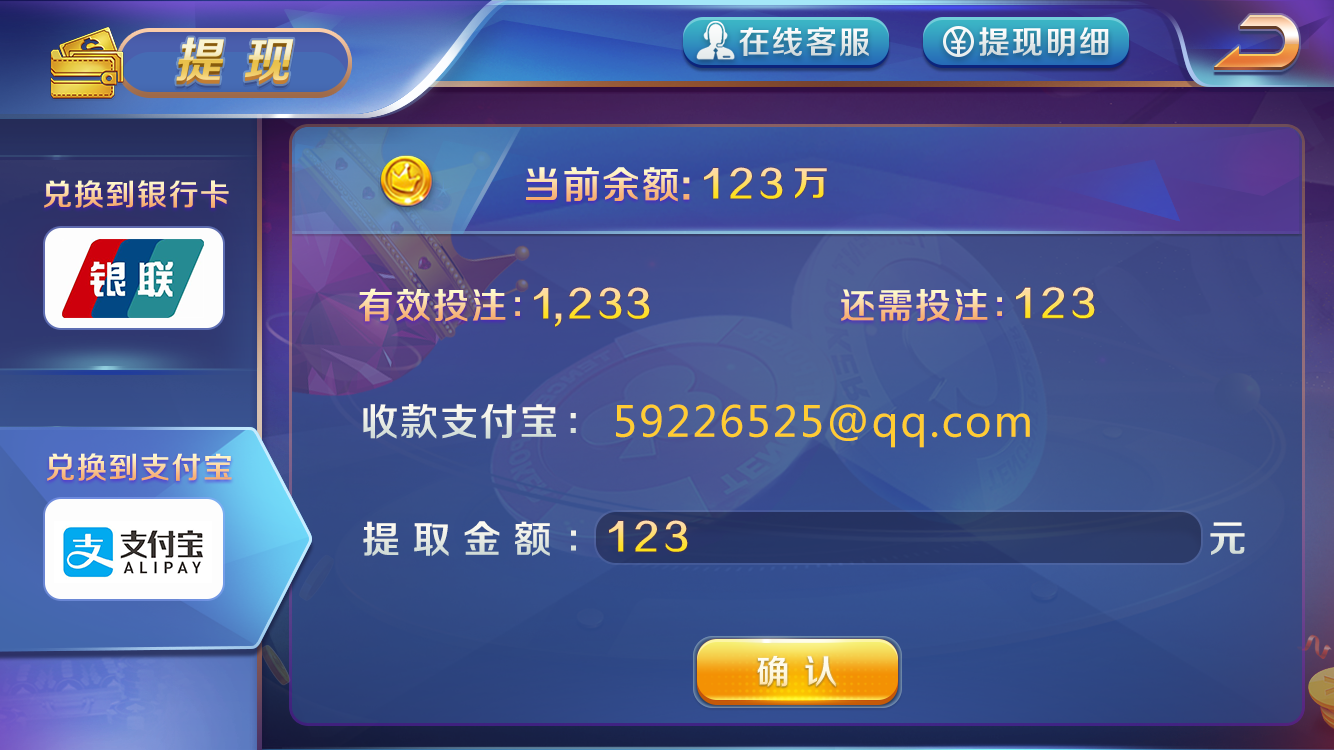 提现
在线客服
提现明细
兑换到银行卡
银联
兑换到支付宝
支 支付宝
ALIPAY
当前余额:123万
有效投注:1,233
还需投注:123
收款支付宝: 59226525@qq.com
提取金额: 123 元
确认